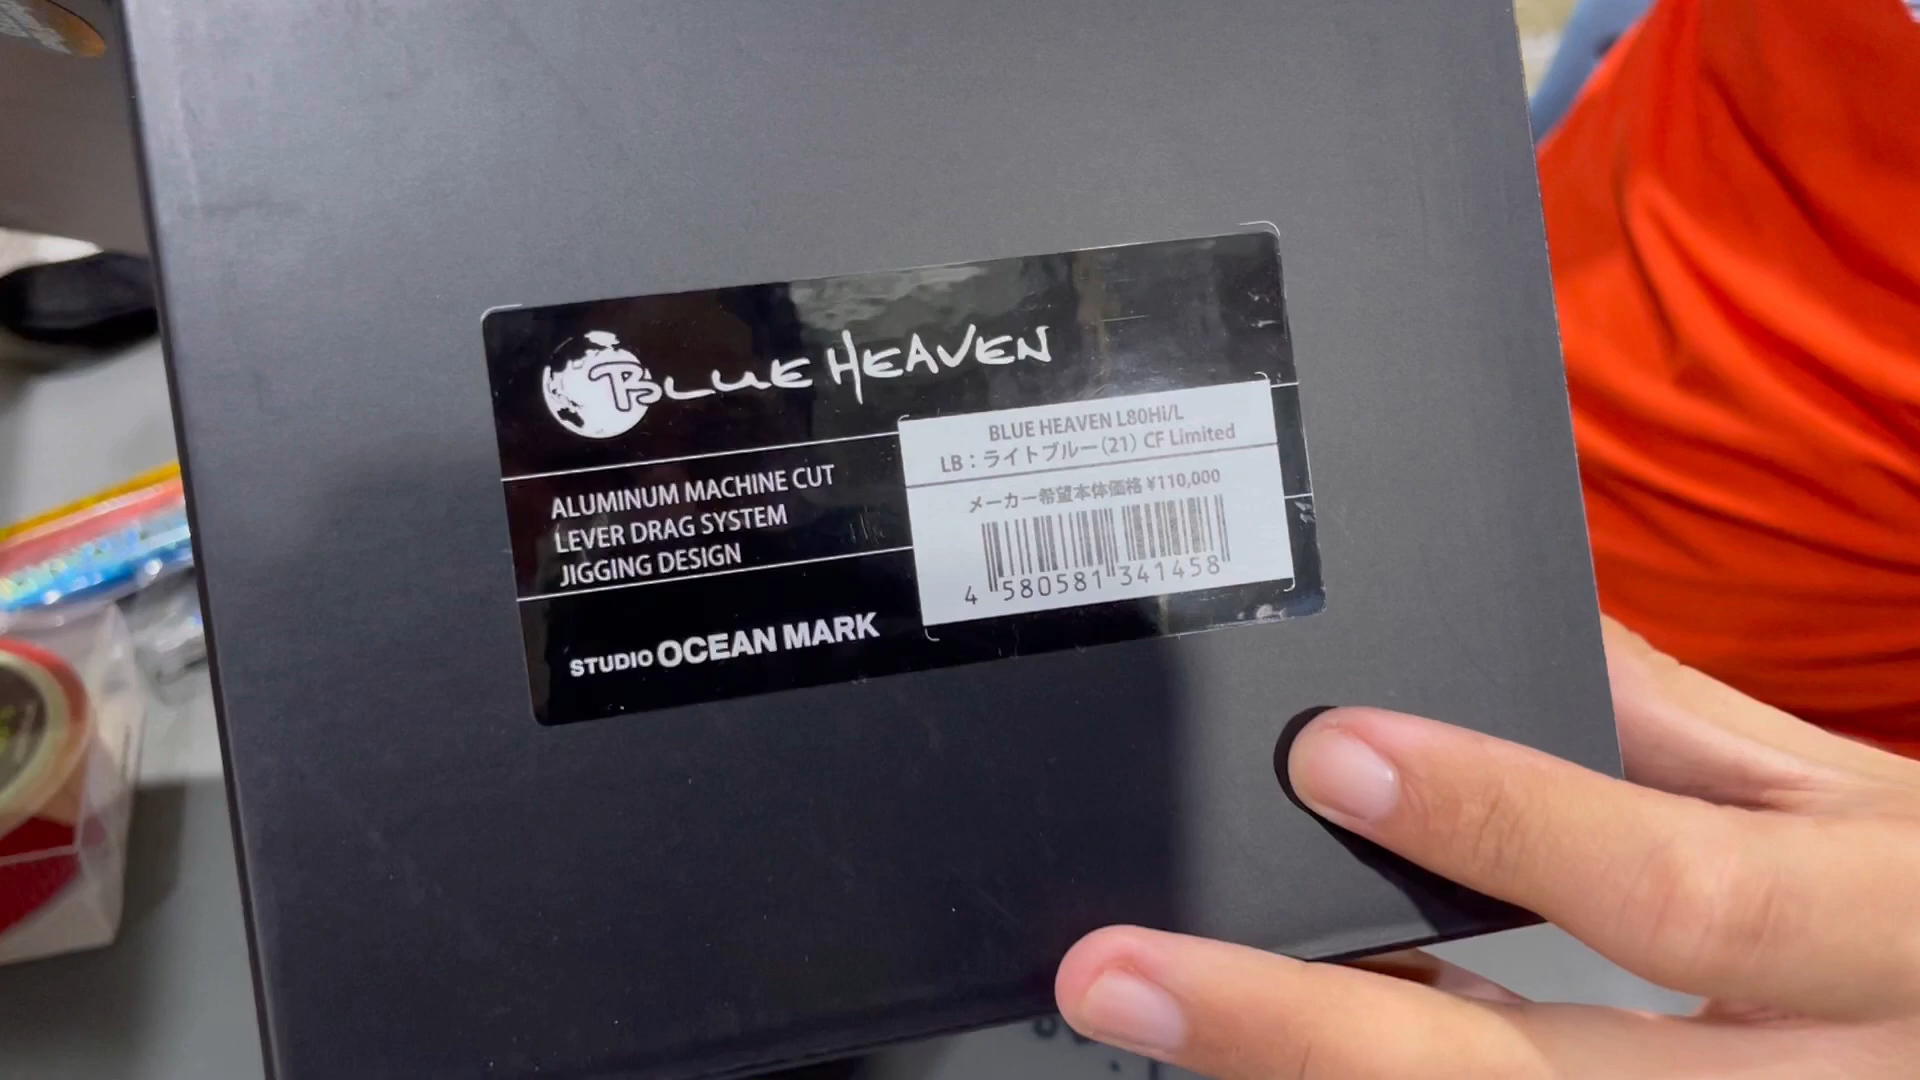 BLUE HEAVEN
ALUMINUM MACHINE CUT
LEVER DRAG SYSTEM
JIGGING DESIGN
STUDIO OCEAN MARK
BLUE HEAVEN L80Hi/L
LB：ライトブルー(21) CF Limited
メーカー希望本体価格 ¥110,000
4 580581 341458